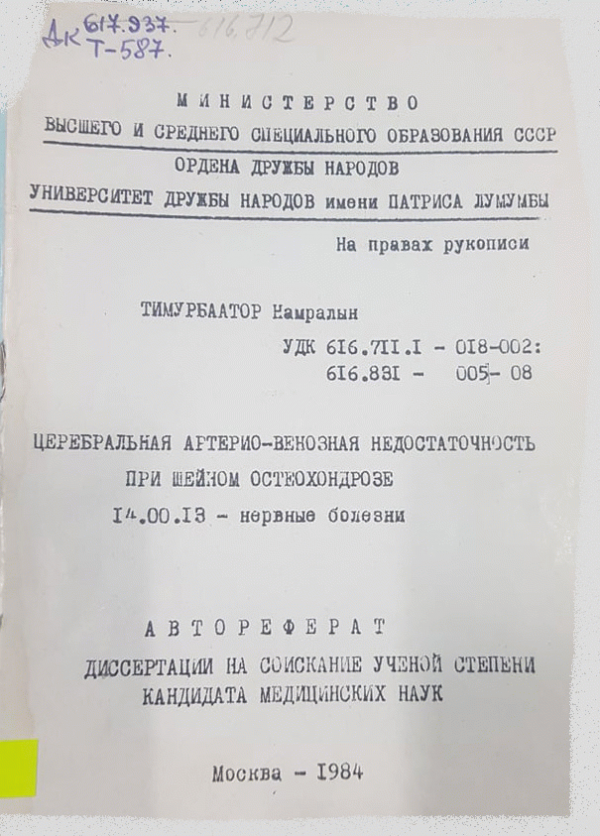 ДК 617.937. 616.712
Т-587.
МИНИСТЕРСТВО
ВЫСШЕГО И СРЕДНЕГО СПЕЦИАЛЬНОГО ОБРАЗОВАНИЯ СССР
ОРДЕНА ДРУЖБЫ НАРОДОВ
УНИВЕРСИТЕТ ДРУЖБЫ НАРОДОВ имени ПАТРИСА ЛУМУМБЫ
На правах рукописи
ТИМУРБААТОР Намралын
УДК 616.711.1 - 018-002:
616.831 - 005- 08
ЦЕРЕБРАЛЬНАЯ АРТЕРИО-ВЕНОЗНАЯ НЕДОСТАТОЧНОСТЬ
ПРИ ШЕЙНОМ ОСТЕОХОНДРОЗЕ
14.00.13 - нервные болезни
АВТОРЕФЕРАТ
ДИССЕРТАЦИИ НА СОИСКАНИЕ УЧЕНОЙ СТЕПЕНИ
КАНДИДАТА МЕДИЦИНСКИХ НАУК
Москва - 1984